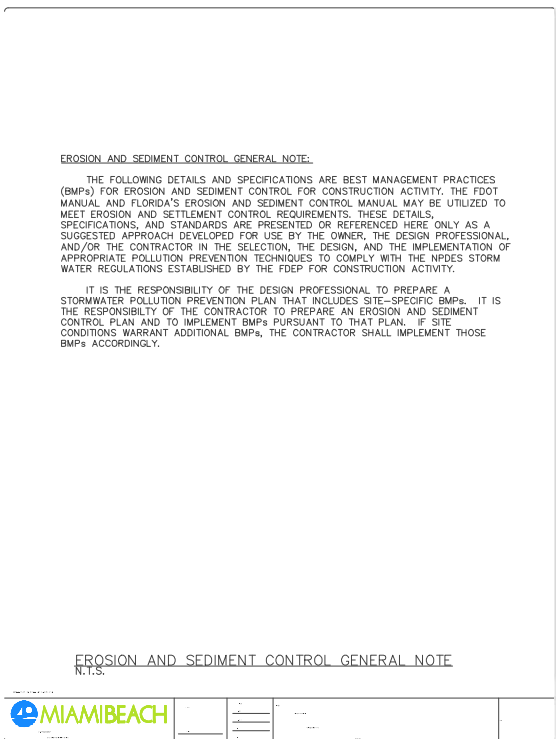 EROSION AND SEDIMENT CONTROL GENERAL NOTE:
THE FOLLOWING DETAILS AND SPECIFICATIONS ARE BEST MANAGEMENT PRACTICES
(BMPs) FOR EROSION AND SEDIMENT CONTROL FOR CONSTRUCTION ACTIVITY. THE FDOT
MANUAL AND FLORIDA'S EROSION AND SEDIMENT CONTROL MANUAL MAY BE UTILIZED TO
MEET EROSION AND SETTLEMENT CONTROL REQUIREMENTS. THESE DETAILS,
SPECIFICATIONS, AND STANDARDS ARE PRESENTED OR REFERENCED HERE ONLY AS A
SUGGESTED APPROACH DEVELOPED FOR USE BY THE OWNER, THE DESIGN PROFESSIONAL,
AND/OR THE CONTRACTOR IN THE SELECTION, THE DESIGN, AND THE IMPLEMENTATION OF
APPROPRIATE POLLUTION PREVENTION TECHNIQUES TO COMPLY WITH THE NPDES STORM
WATER REGULATIONS ESTABLISHED BY THE FDEP FOR CONSTRUCTION ACTIVITY.
IT IS THE RESPONSIBILITY OF THE DESIGN PROFESSIONAL TO PREPARE A
STORMWATER POLLUTION PREVENTION PLAN THAT INCLUDES SITE-SPECIFIC BMPs. IT IS
THE RESPONSIBILTY OF THE CONTRACTOR TO PREPARE AN EROSION AND SEDIMENT
CONTROL PLAN AND TO IMPLEMENT BMPs PURSUANT TO THAT PLAN. IF SITE
CONDITIONS WARRANT ADDITIONAL BMPs, THE CONTRACTOR SHALL IMPLEMENT THOSE
BMPs ACCORDINGLY.
EROSION AND SEDIMENT CONTROL GENERAL NOTE
N.T.S.
MIAMIBEACH